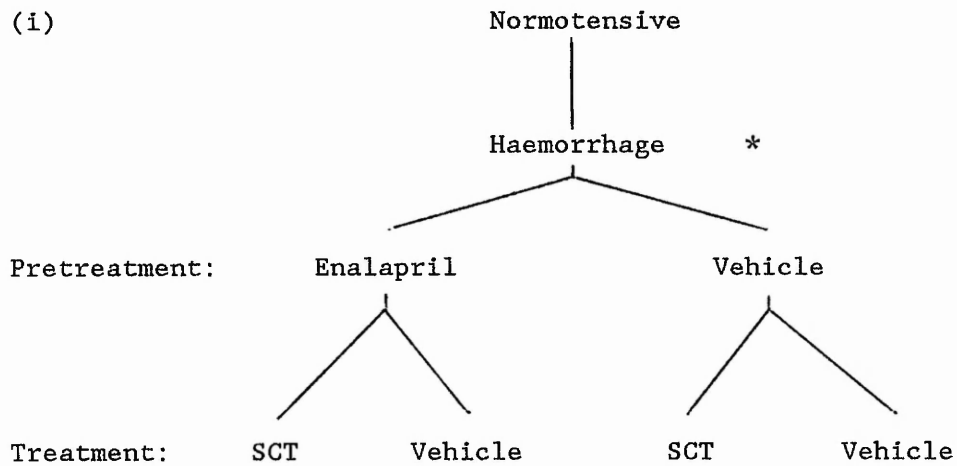 (i) Normotensive
Haemorrhage *
Pretreatment: Enalapril Vehicle
Treatment: SCT Vehicle SCT Vehicle